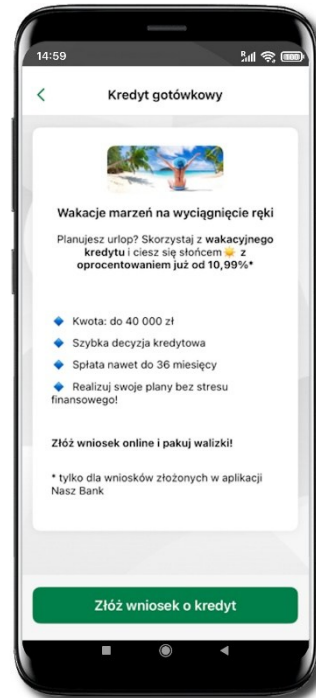 14:59
100
Kredyt gotówkowy
Wakacje marzeń na wyciągnięcie ręki
Planujesz urlop? Skorzystaj z wakacyjnego
kredytu i ciesz się słońcem☀️ z
oprocentowaniem już od 10,99%*
🔹 Kwota: do 40 000 zł
🔹 Szybka decyzja kredytowa
🔹 Spłata nawet do 36 miesięcy
🔹 Realizuj swoje plany bez stresu
finansowego!
Złóż wniosek online i pakuj walizki!
* tylko dla wniosków złożonych w aplikacji
Nasz Bank
Złóż wniosek o kredyt